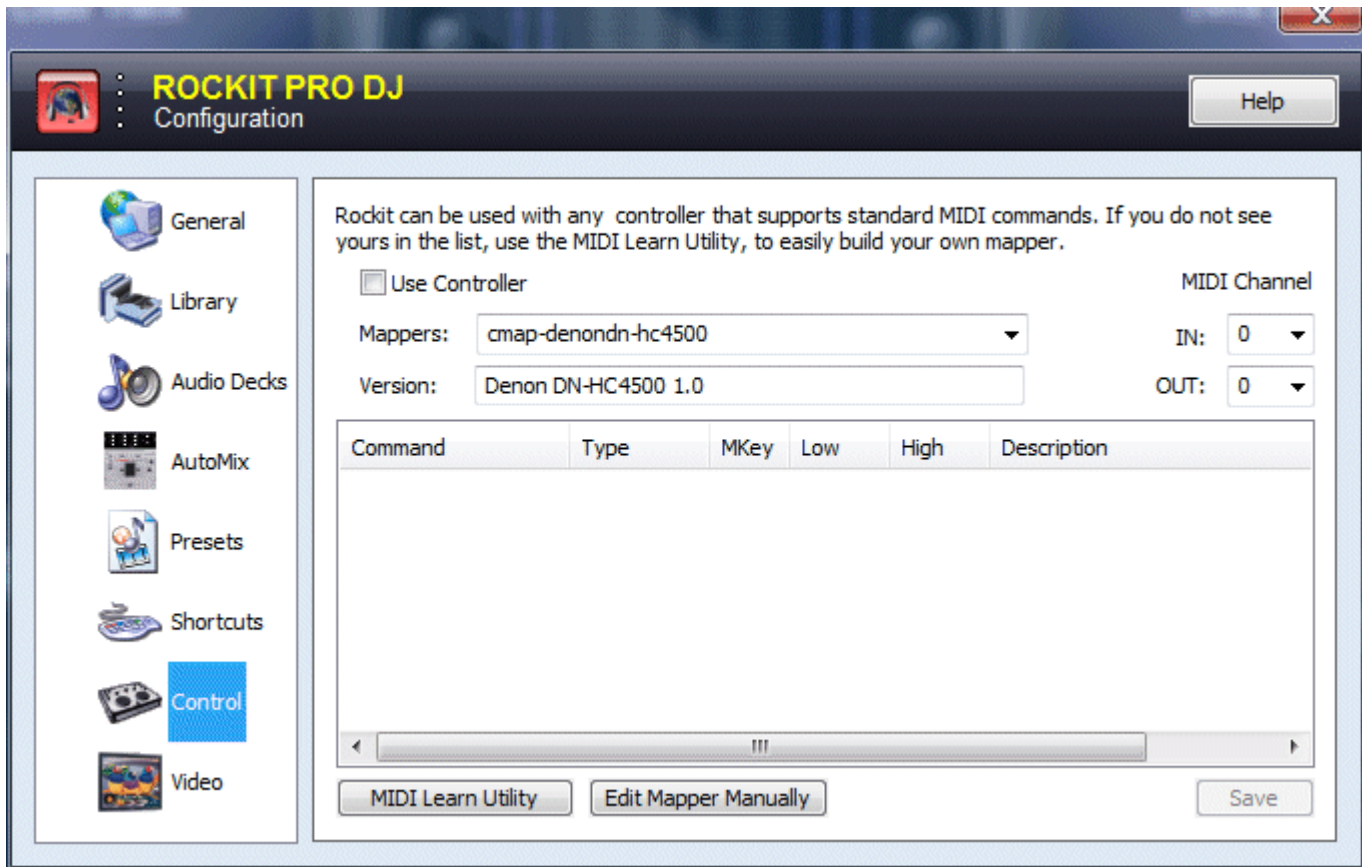 X
ROCKIT PRO DJ
Configuration
Help
General
Library
Audio Decks
AutoMix
Presets
Shortcuts
Control
Video
Rockit can be used with any controller that supports standard MIDI commands. If you do not see
yours in the list, use the MIDI Learn Utility, to easily build your own mapper.
Use Controller
MIDI Channel
Mappers: cmap-denondn-hc4500 IN: 0
Version: Denon DN-HC4500 1.0 OUT: 0
Command Type MKey Low High Description
MIDI Learn Utility Edit Mapper Manually Save